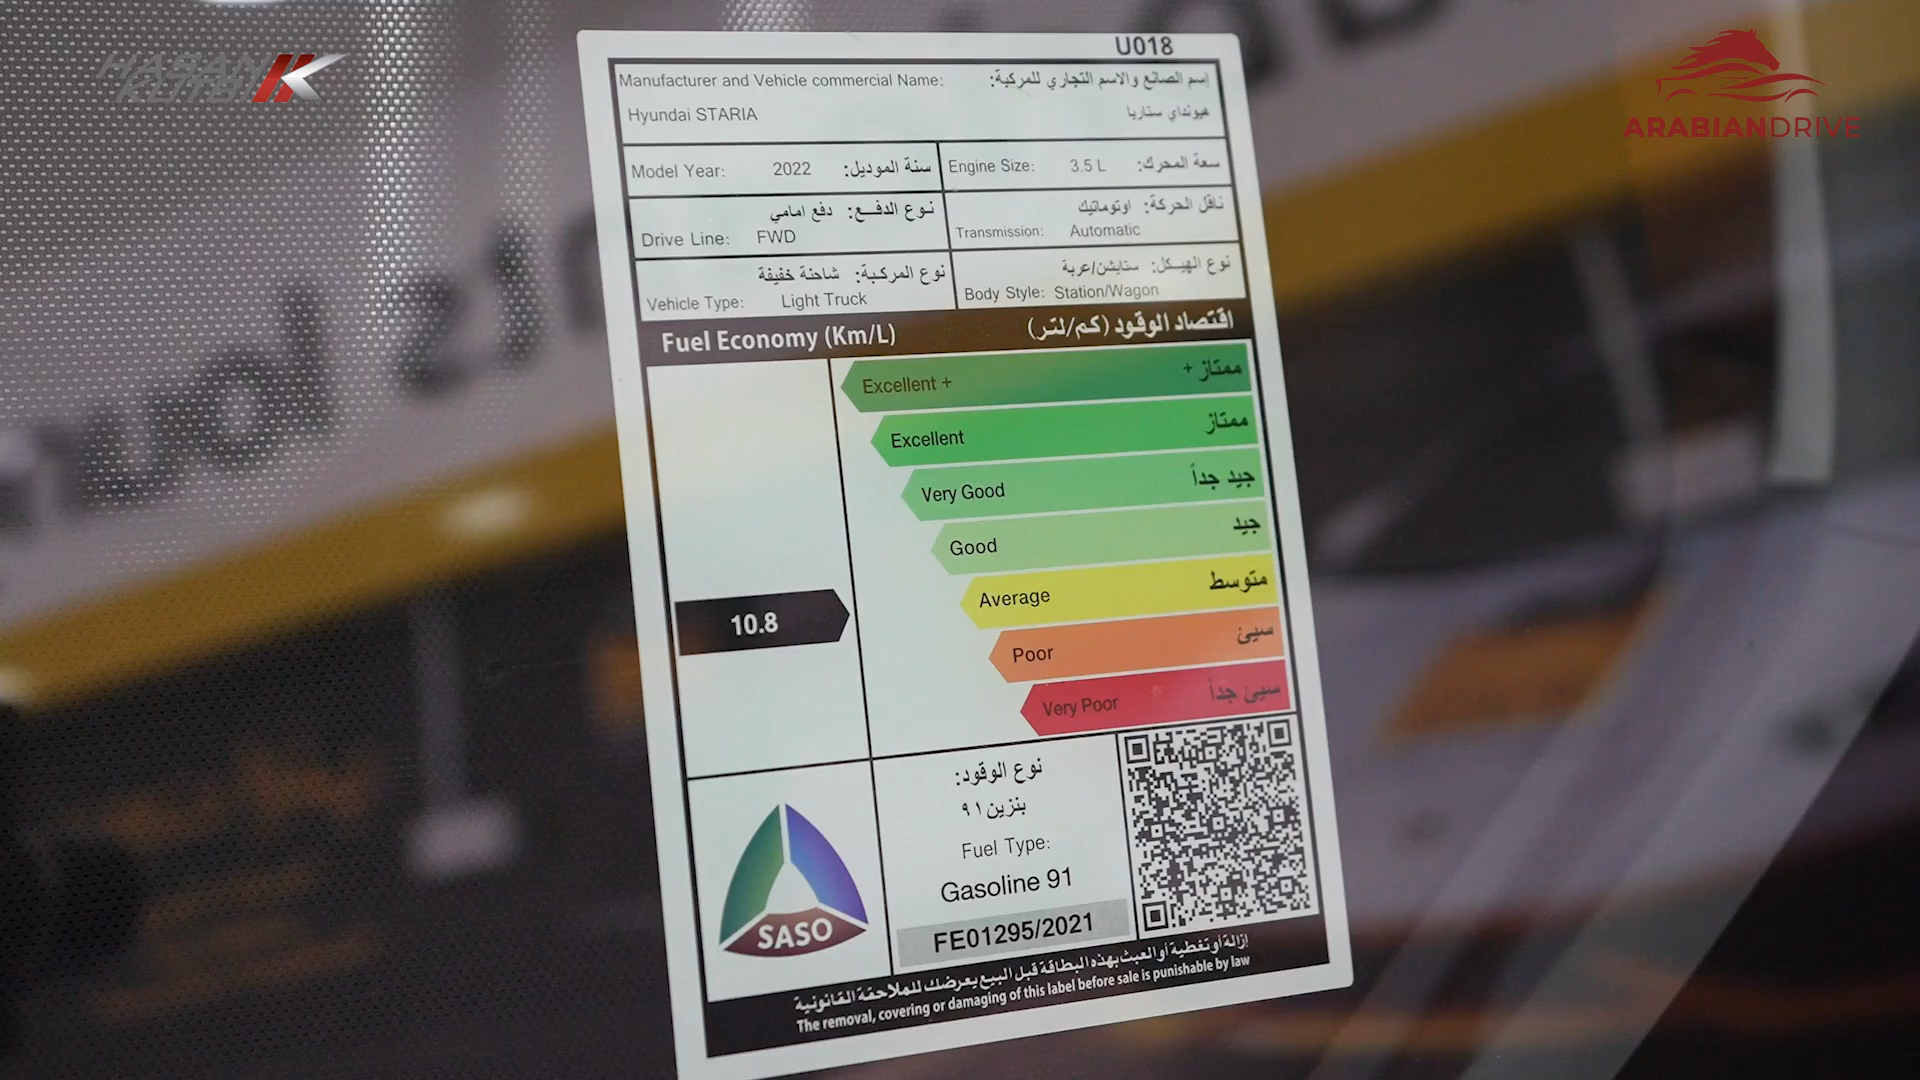 HASAN
KUTBI
ARABIANDRIVE
U018
Manufacturer and Vehicle commercial Name: إسم الصانع والاسم التجاري للمركبة:
Hyundai STARIA هيونداي ستاريا
Model Year: 2022 سنة الموديل:
Engine Size: 3.5 L سعة المحرك:
نوع الدفع: دفع امامي
Drive Line: FWD
ناقل الحركة: اوتوماتيك
Transmission: Automatic
نوع المركبة: شاحنة خفيفة
Vehicle Type: Light Truck
نوع الهيكل: ستايشن/عربة
Body Style: Station/Wagon
Fuel Economy (Km/L) اقتصاد الوقود (كم/لتر)
Excellent + ممتاز +
Excellent ممتاز
Very Good جيد جداً
Good جيد
Average متوسط
10.8
Poor سيئ
Very Poor سيئ جداً
نوع الوقود:
بنزين ٩١
Fuel Type:
Gasoline 91
FE01295/2021
SASO
إزالة أو تغطية أو العبث بهذه البطاقة قبل البيع يعرضك للملاحقة القانونية
The removal, covering or damaging of this label before sale is punishable by law